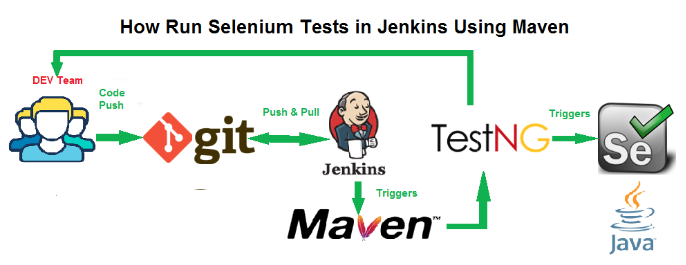 How Run Selenium Tests in Jenkins Using Maven
DEV Team
Code
Push
git
Push & Pull
Jenkins
Triggers
Maven™
TestNG
Triggers
Se
Java